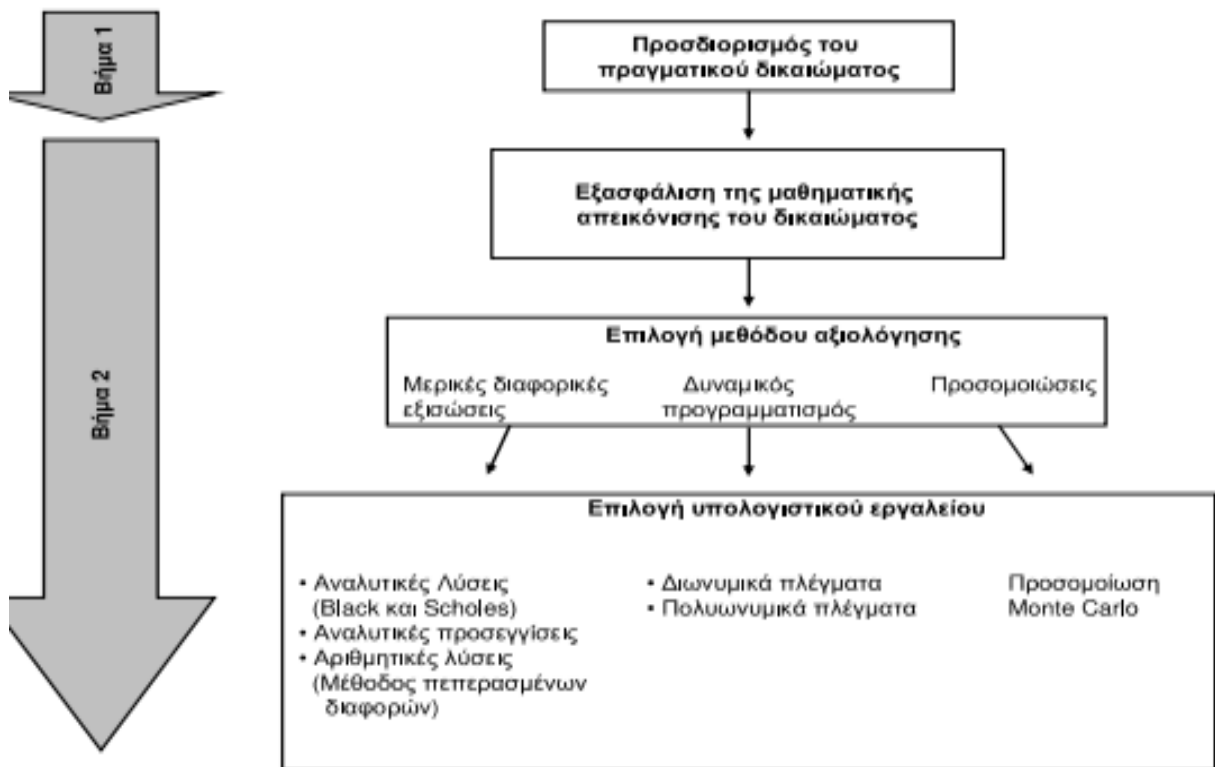 Βήμα 1
Προσδιορισμός του
πραγματικού δικαιώματος
Βήμα 2
Εξασφάλιση της μαθηματικής
απεικόνισης του δικαιώματος
Επιλογή μεθόδου αξιολόγησης
Μερικές διαφορικές
εξισώσεις
Δυναμικός
προγραμματισμός
Προσομοιώσεις
Επιλογή υπολογιστικού εργαλείου
• Αναλυτικές Λύσεις
(Black και Scholes)
• Αναλυτικές προσεγγίσεις
• Αριθμητικές λύσεις
(Μέθοδος πεπερασμένων
διαφορών)
• Διωνυμικά πλέγματα
• Πολυωνυμικά πλέγματα
Προσομοίωση
Monte Carlo